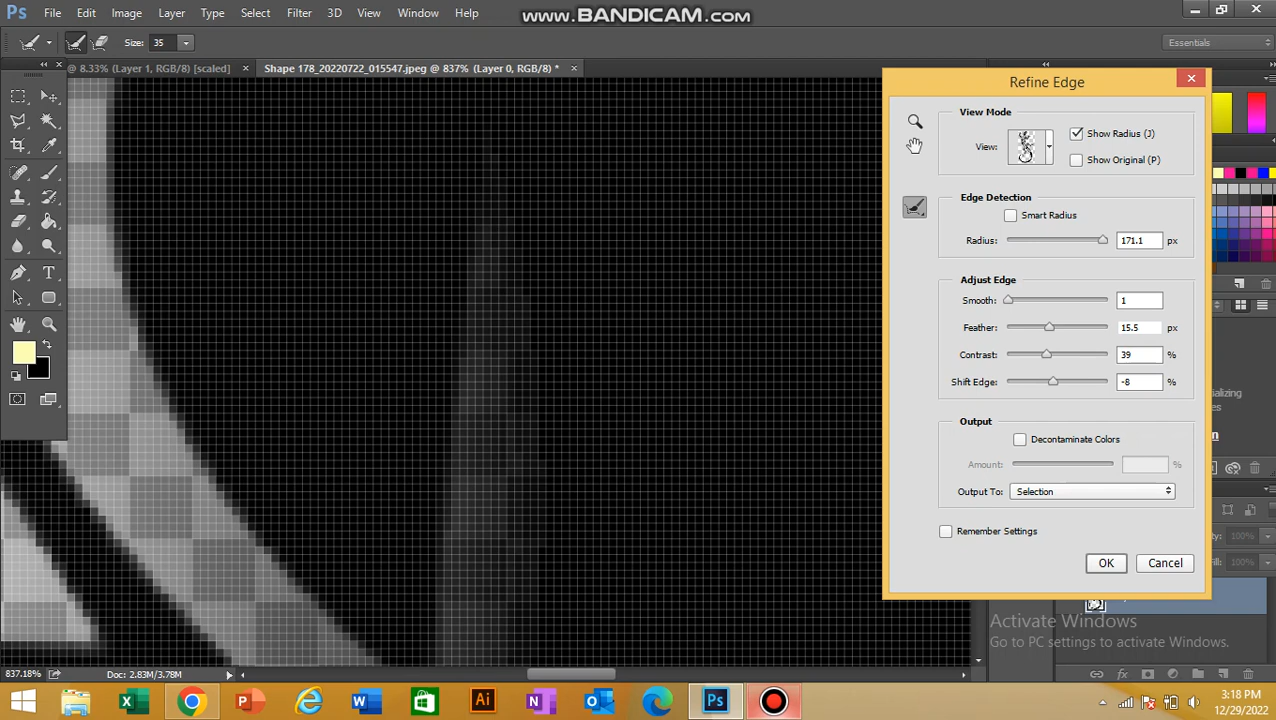 www.BANDICAM.com
Ps File Edit Image Layer Type Select Filter 3D View Window Help
Size: 35
Essentials
@ 8.33% (Layer 1, RGB/8) [scaled] ×
Shape 178_20220722_015547.jpeg @ 837% (Layer 0, RGB/8) * ×
Refine Edge
View Mode
View:
Show Radius (J)
Show Original (P)
Edge Detection
Smart Radius
Radius: 171.1 px
Adjust Edge
Smooth: 1
Feather: 15.5 px
Contrast: 39 %
Shift Edge: -8 %
Output
Decontaminate Colors
Amount: %
Output To: Selection
Remember Settings
OK Cancel
100%
100%
Activate Windows
Go to PC settings to activate Windows.
837.18% Doc: 2.83M/3.78M
3:18 PM
12/29/2022